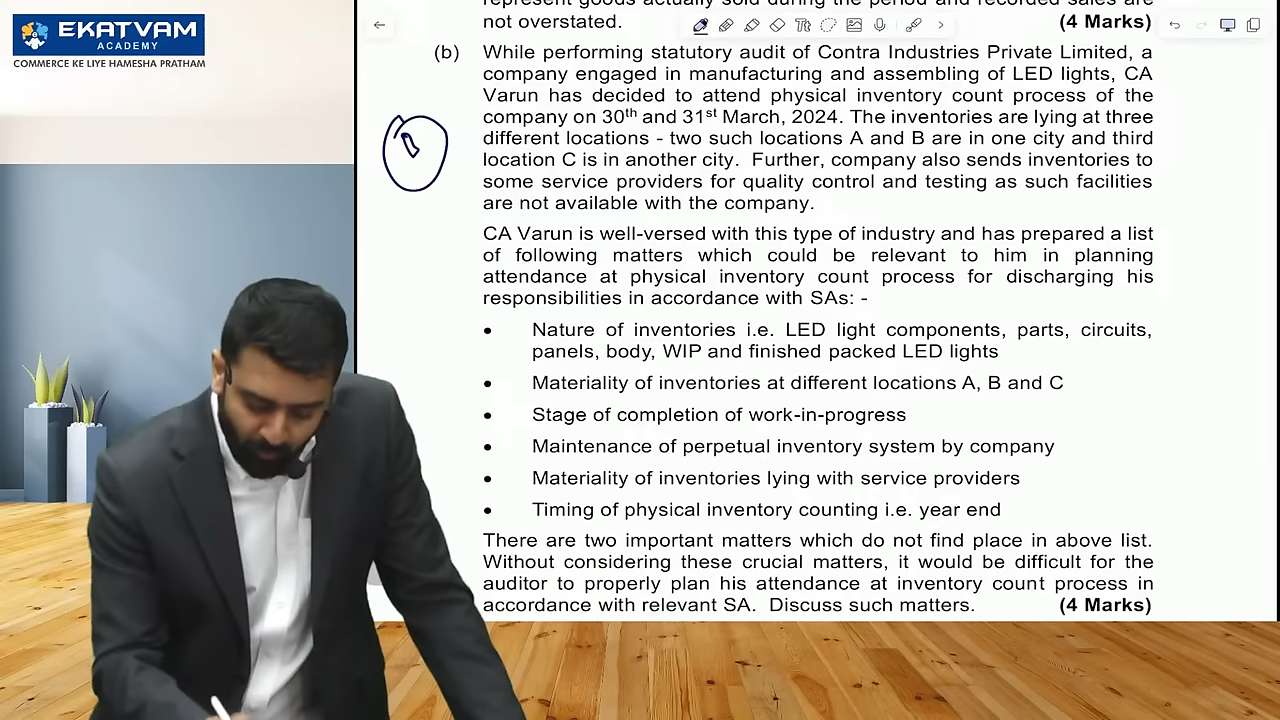 EKATVAM
ACADEMY
COMMERCE KE LIYE HAMESHA PRATHAM
represent goods actually sold during the period and recorded sales are
not overstated. (4 Marks)
(b) While performing statutory audit of Contra Industries Private Limited, a
company engaged in manufacturing and assembling of LED lights, CA
Varun has decided to attend physical inventory count process of the
company on 30th and 31st March, 2024. The inventories are lying at three
different locations - two such locations A and B are in one city and third
location C is in another city. Further, company also sends inventories to
some service providers for quality control and testing as such facilities
are not available with the company.
CA Varun is well-versed with this type of industry and has prepared a list
of following matters which could be relevant to him in planning
attendance at physical inventory count process for discharging his
responsibilities in accordance with SAs: -
• Nature of inventories i.e. LED light components, parts, circuits,
panels, body, WIP and finished packed LED lights
• Materiality of inventories at different locations A, B and C
• Stage of completion of work-in-progress
• Maintenance of perpetual inventory system by company
• Materiality of inventories lying with service providers
• Timing of physical inventory counting i.e. year end
There are two important matters which do not find place in above list.
Without considering these crucial matters, it would be difficult for the
auditor to properly plan his attendance at inventory count process in
accordance with relevant SA. Discuss such matters. (4 Marks)